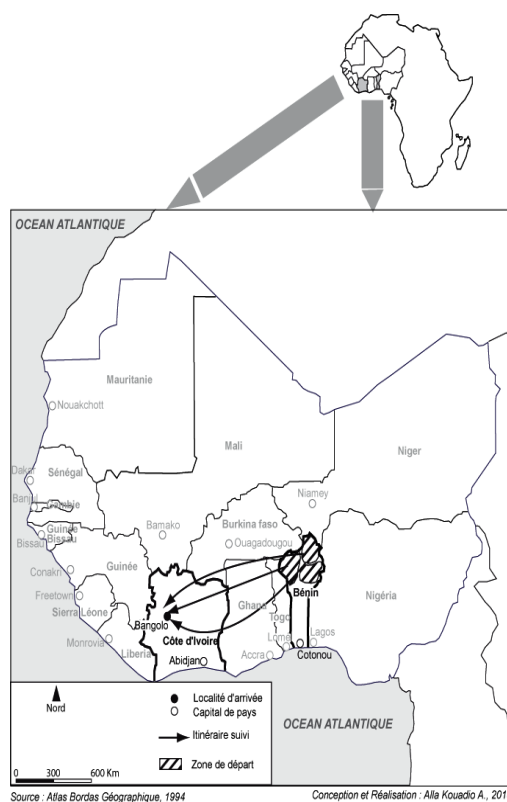 OCEAN ATLANTIQUE
Mauritanie
Nouakchott
Mali
Niger
Dakar
Sénégal
Banjul
Gambie
Niamey
Guinée
Bissau
Bissau
Bamako
Burkina faso
Ouagadougou
Guinée
Conakri
Bénin
Nigéria
Freetown
Sierra Léone
Ghana
Togo
Bangolo
Côte d'Ivoire
Monrovia
Liberia
Abidjan
Accra
Lome
Lagos
Cotonou
OCEAN ATLANTIQUE
Nord
0 300 600 Km
Localité d'arrivée
Capital de pays
Itinéraire suivi
Zone de départ
Source : Atlas Bordas Géographique, 1994
Conception et Réalisation : Alla Kouadio A., 201